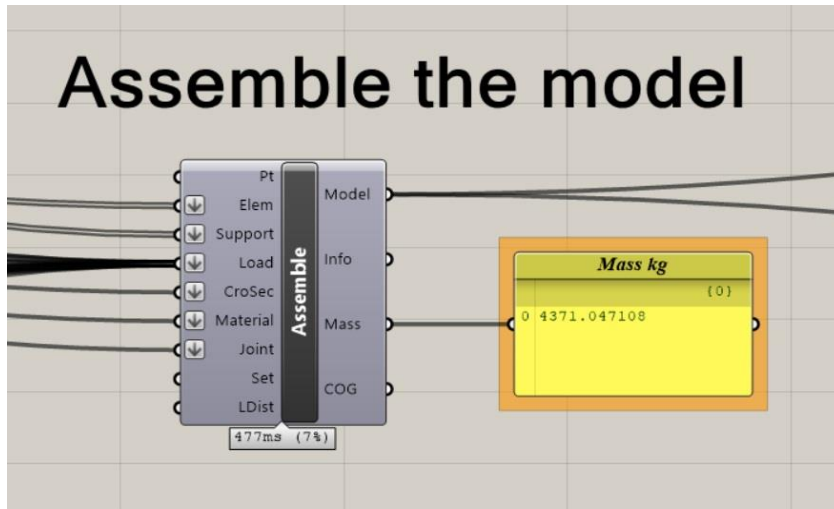 Assemble the model
Pt
Elem
Support
Load
CroSec
Material
Joint
Set
LDist
Assemble
Model
Info
Mass
COG
477ms (7%)
Mass kg
{0}
0 4371.047108